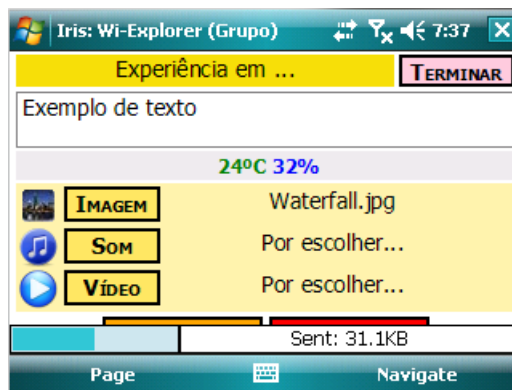 Iris: Wi-Explorer (Grupo) 7:37
Experiência em ... TERMINAR
Exemplo de texto
24ºC 32%
IMAGEM Waterfall.jpg
SOM Por escolher...
VÍDEO Por escolher...
Sent: 31.1KB
Page Navigate